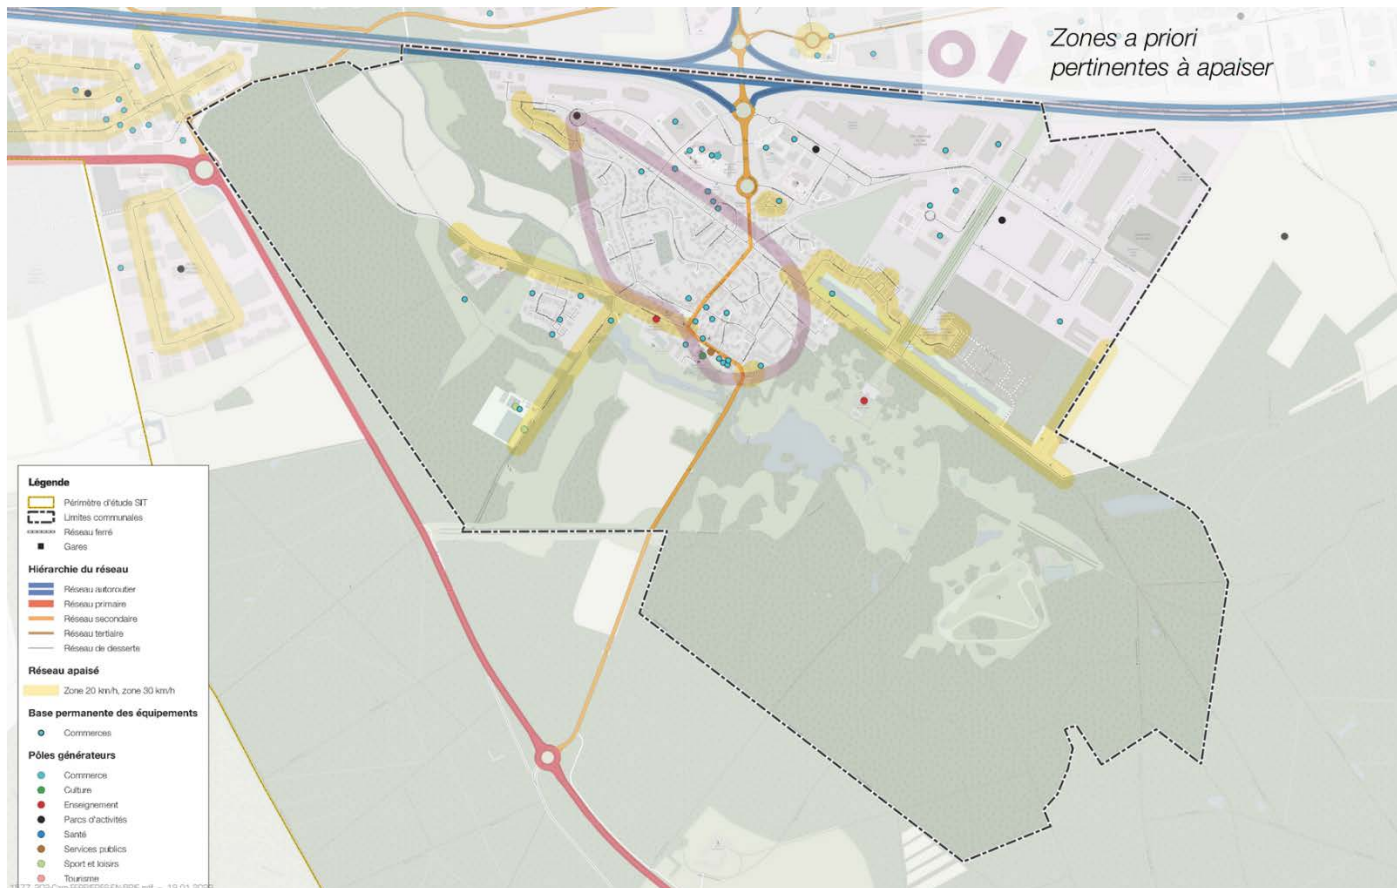 Zones a priori
pertinentes à apaiser
Légende
Périmètre d'étude SIT
Limites communales
Réseau ferré
Gares
Hiérarchie du réseau
Réseau autoroutier
Réseau primaire
Réseau secondaire
Réseau tertiaire
Réseau de desserte
Réseau apaisé
Zone 20 km/h, zone 30 km/h
Base permanente des équipements
Commerces
Pôles générateurs
Commerce
Culture
Enseignement
Parcs d'activités
Santé
Services publics
Sport et loisirs
Tourisme